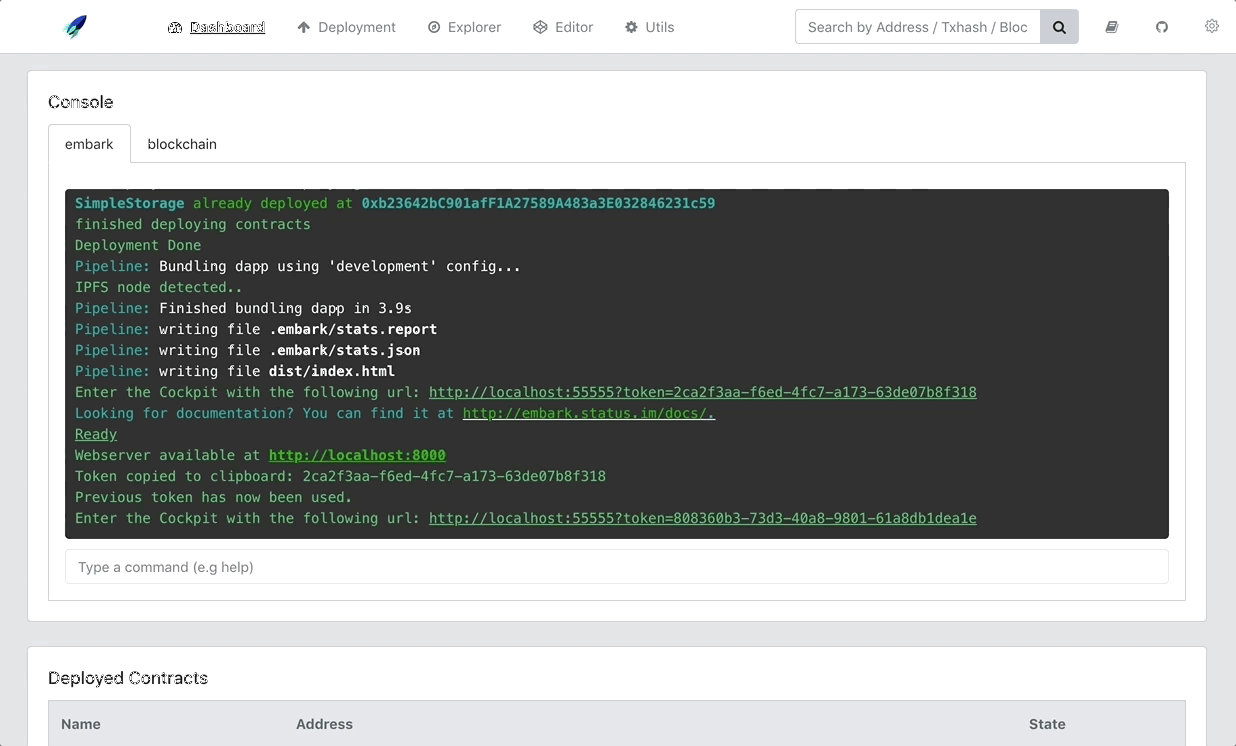 Dashboard Deployment Explorer Editor Utils Search by Address / Txhash / Bloc
Console
embark blockchain
SimpleStorage already deployed at 0xb23642bC901afF1A27589A483a3E032846231c59
finished deploying contracts
Deployment Done
Pipeline: Bundling dapp using 'development' config...
IPFS node detected..
Pipeline: Finished bundling dapp in 3.9s
Pipeline: writing file .embark/stats.report
Pipeline: writing file .embark/stats.json
Pipeline: writing file dist/index.html
Enter the Cockpit with the following url: http://localhost:55555?token=2ca2f3aa-f6ed-4fc7-a173-63de07b8f318
Looking for documentation? You can find it at http://embark.status.im/docs/.
Ready
Webserver available at http://localhost:8000
Token copied to clipboard: 2ca2f3aa-f6ed-4fc7-a173-63de07b8f318
Previous token has now been used.
Enter the Cockpit with the following url: http://localhost:55555?token=808360b3-73d3-40a8-9801-61a8db1dea1e
Type a command (e.g help)
Deployed Contracts
Name Address State